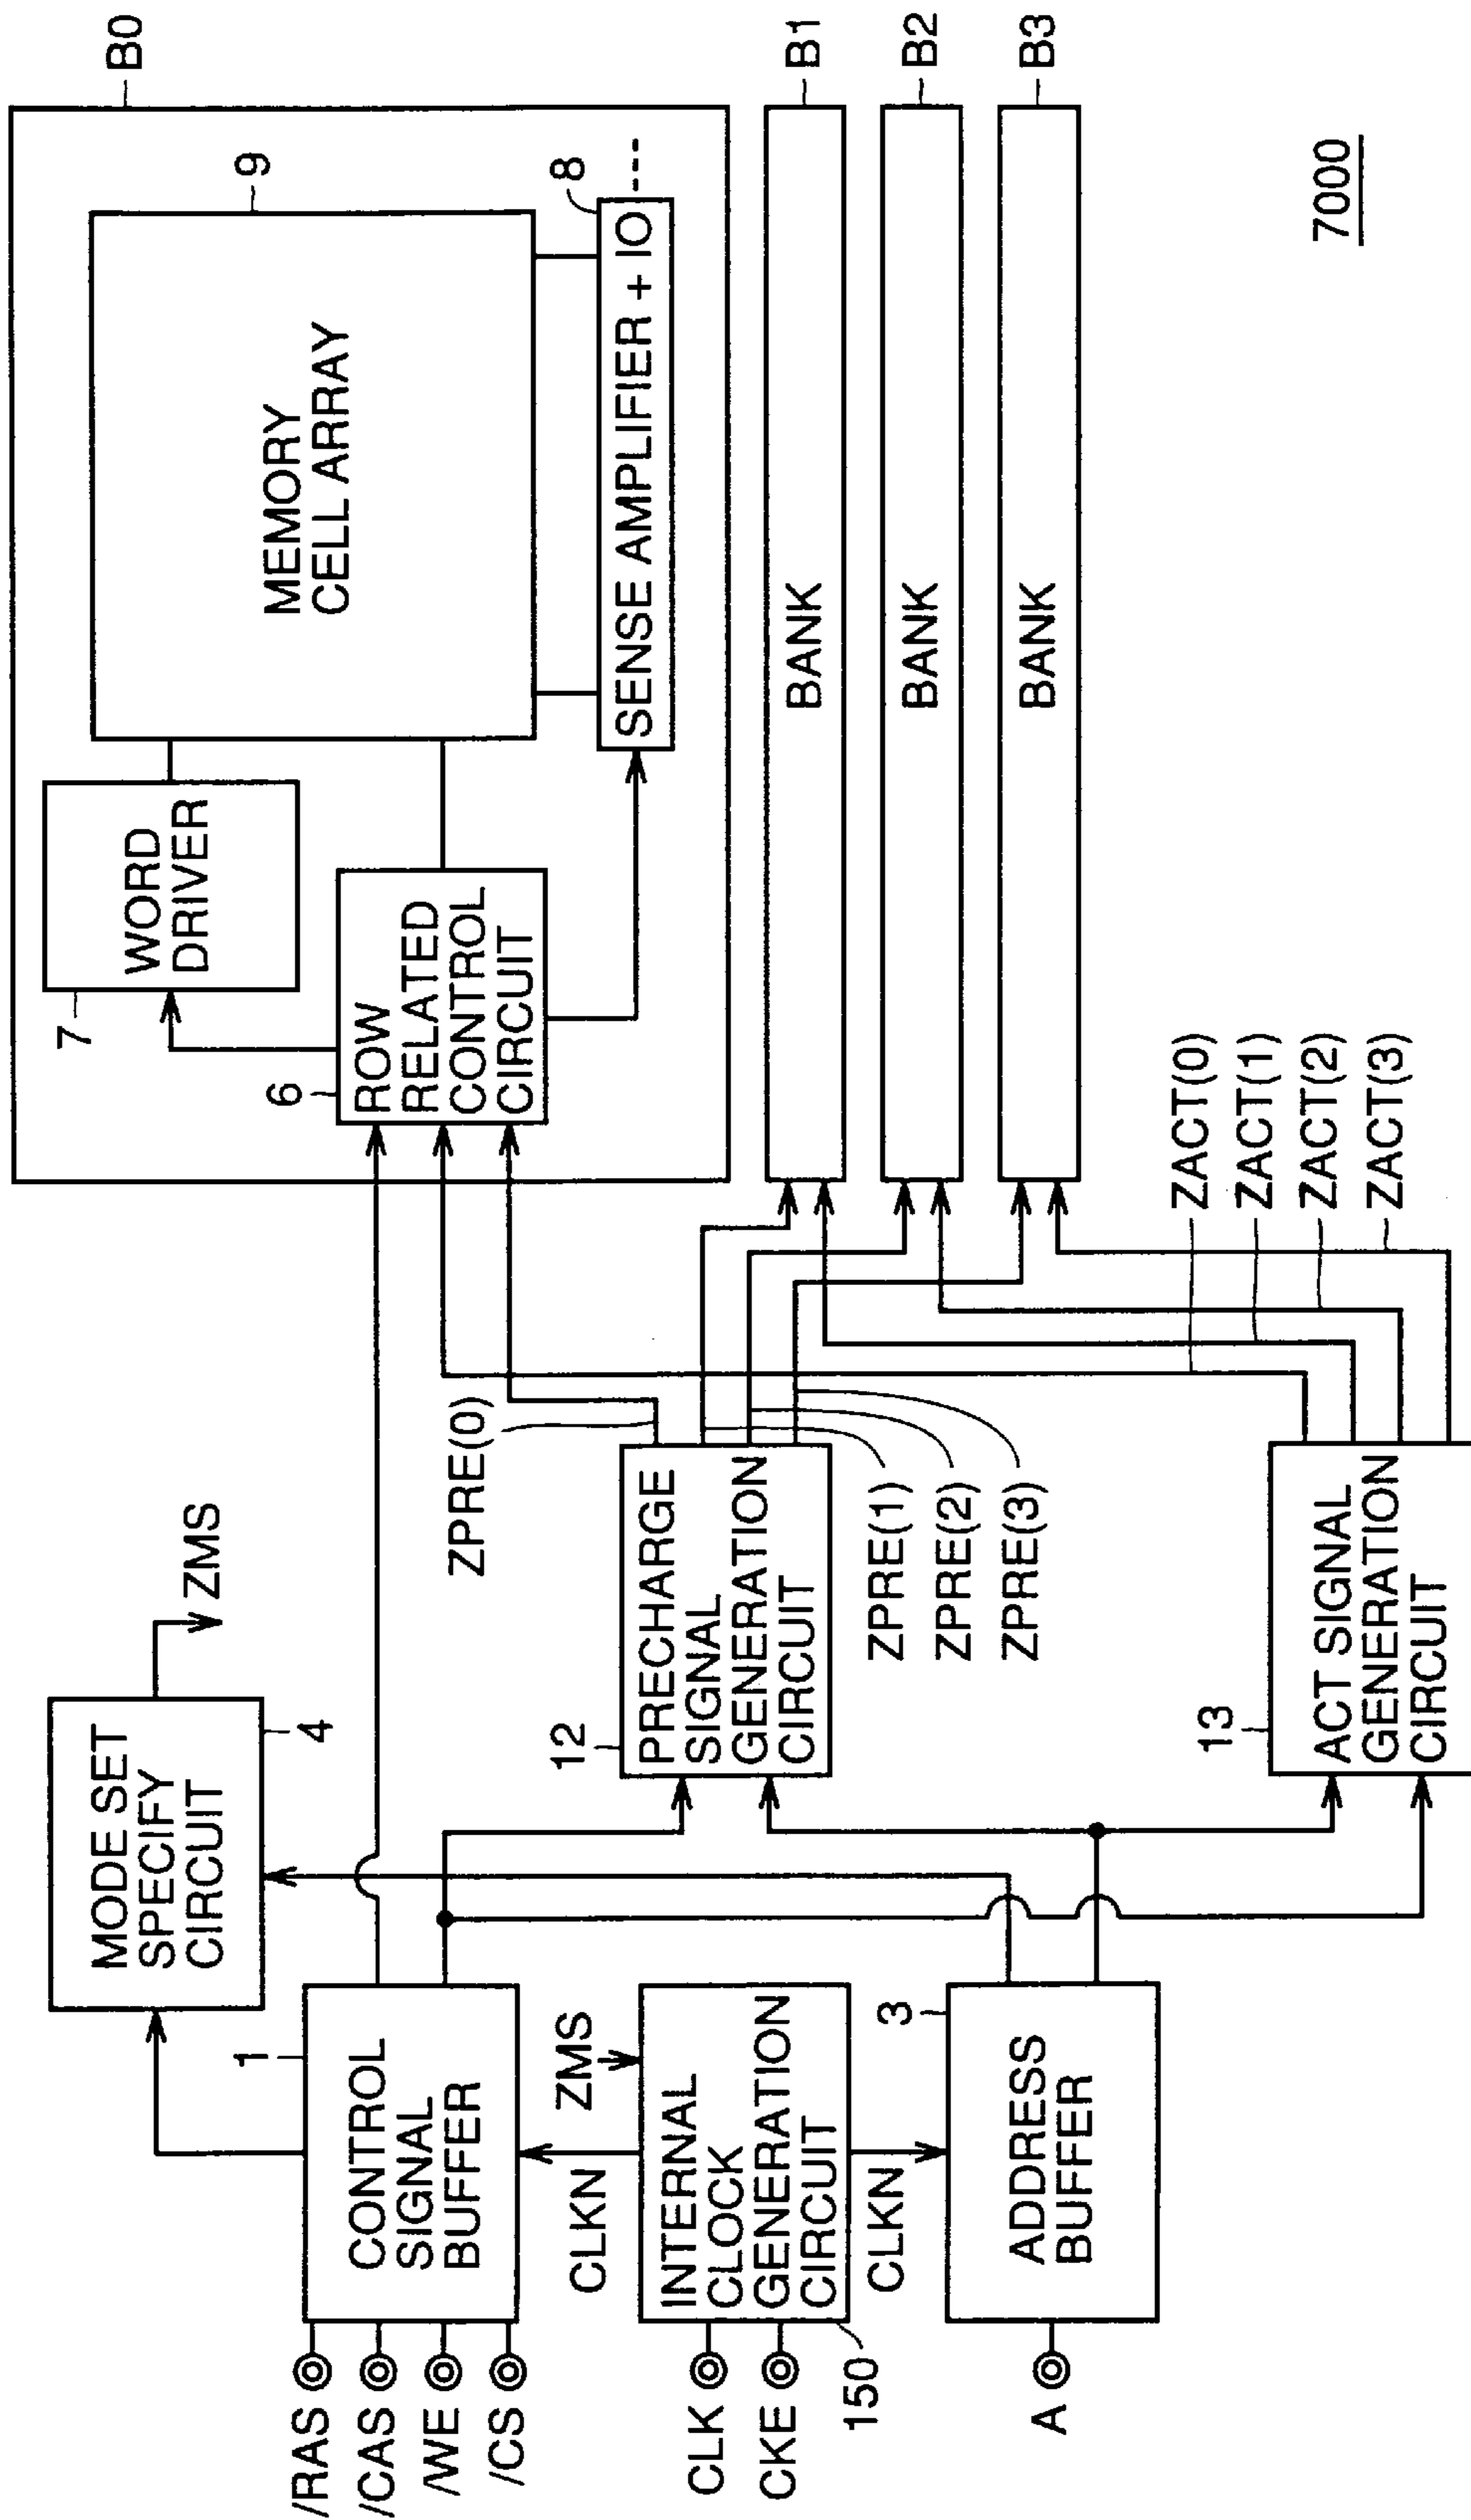 /RAS
/CAS
/WE
/CS
CLK
CKE
150
A
1
CONTROL
SIGNAL
BUFFER
CLKN
ZMS
INTERNAL
CLOCK
GENERATION
CIRCUIT
CLKN
3
ADDRESS
BUFFER
MODE SET
SPECIFY
CIRCUIT
4
ZMS
12
PRECHARGE
SIGNAL
GENERATION
CIRCUIT
ZPRE(0)
ZPRE(1)
ZPRE(2)
ZPRE(3)
13
ACT SIGNAL
GENERATION
CIRCUIT
ZACT(0)
ZACT(1)
ZACT(2)
ZACT(3)
7
WORD
DRIVER
6
ROW
RELATED
CONTROL
CIRCUIT
9
MEMORY
CELL ARRAY
8
SENSE AMPLIFIER + IO
B0
BANK
B1
BANK
B2
BANK
B3
7000